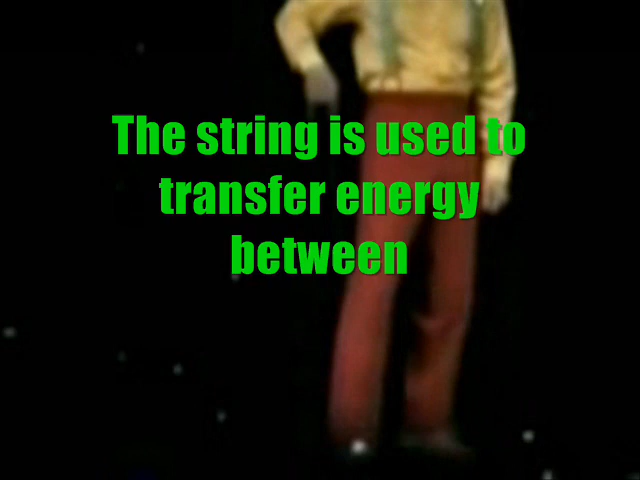 The string is used to
transfer energy
between